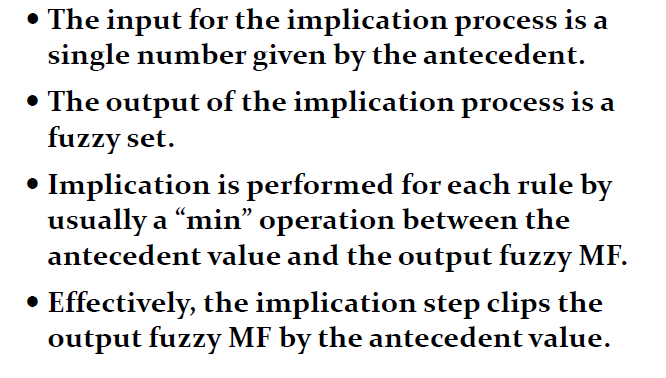 • The input for the implication process is a
single number given by the antecedent.
• The output of the implication process is a
fuzzy set.
• Implication is performed for each rule by
usually a “min” operation between the
antecedent value and the output fuzzy MF.
• Effectively, the implication step clips the
output fuzzy MF by the antecedent value.